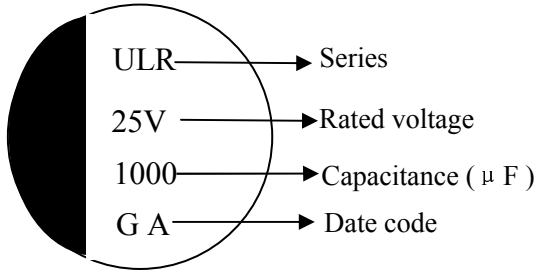 ULR Series
25V Rated voltage
1000 Capacitance ( μ F )
G A Date code